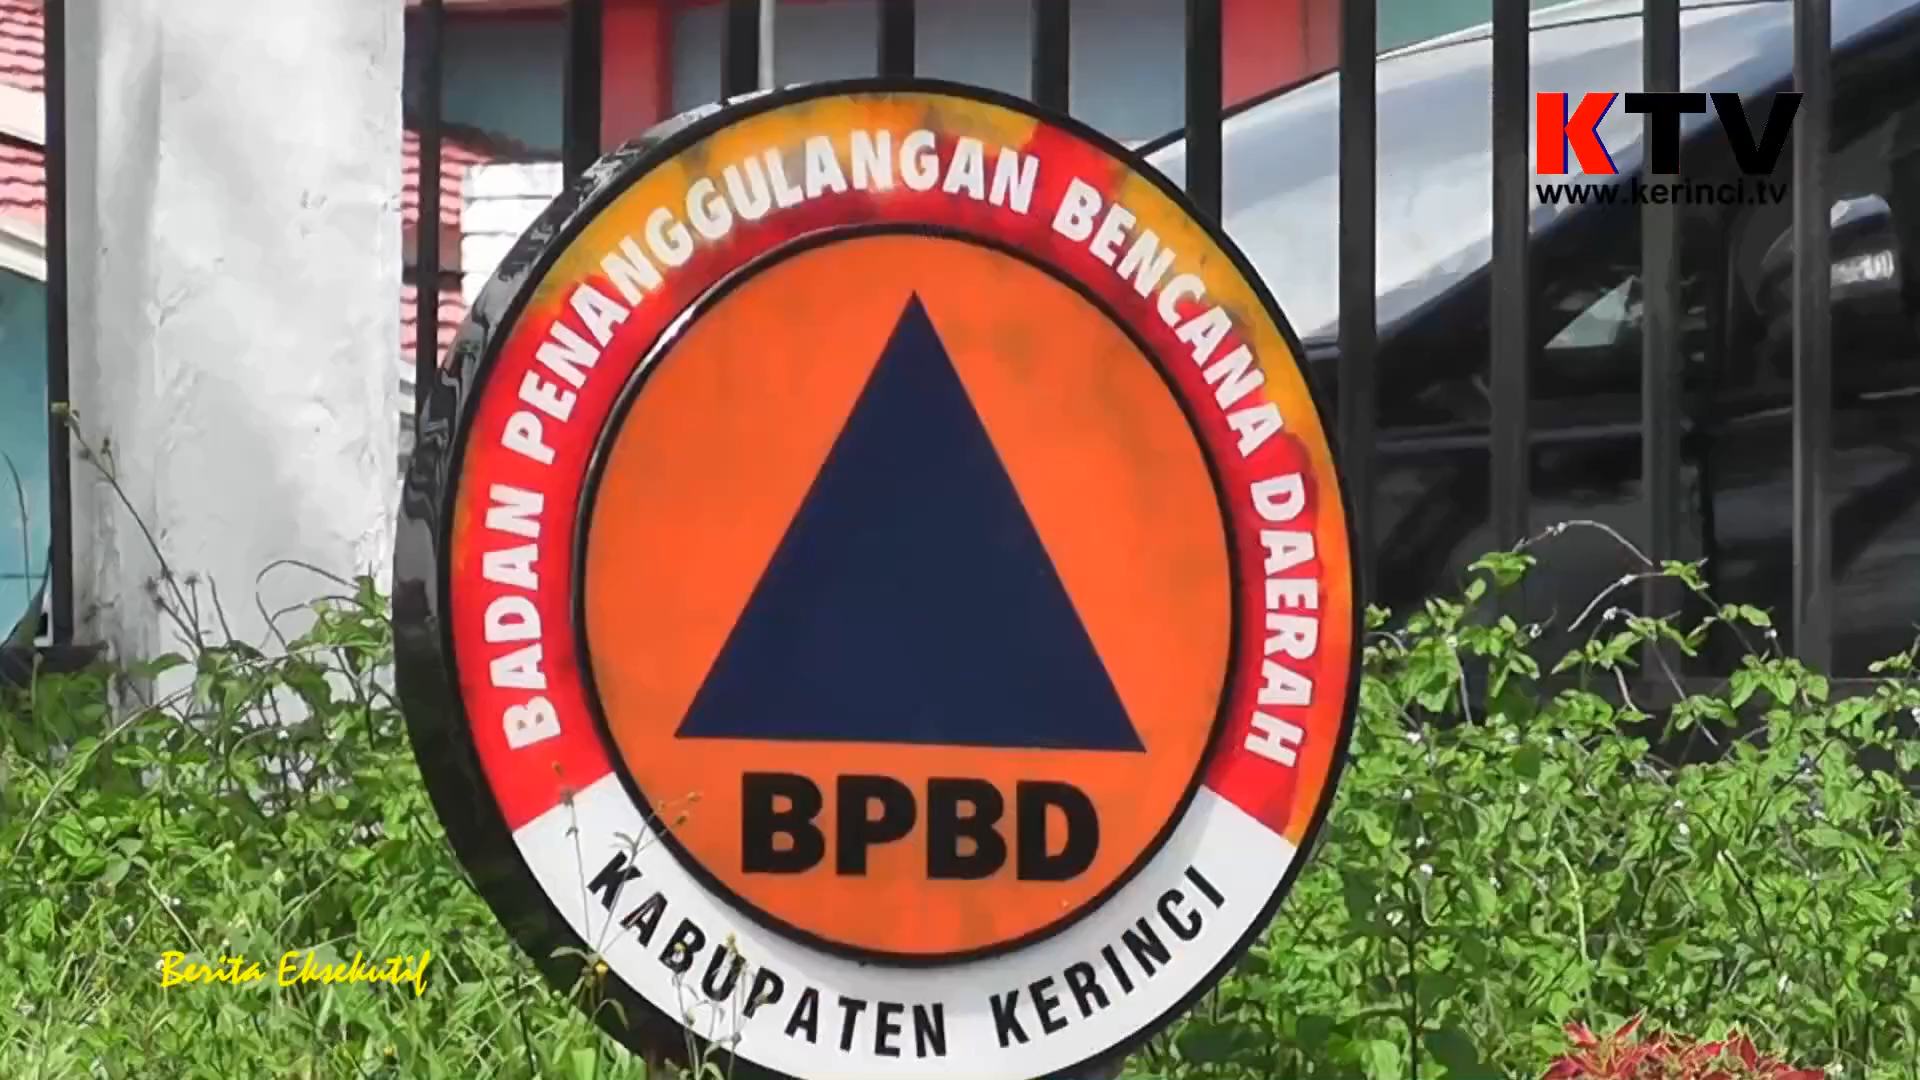 KTV
www.kerinci.tv
BADAN PENANGGULANGAN BENCANA DAERAH
BPBD
KABUPATEN KERINCI
Berita Eksekutif